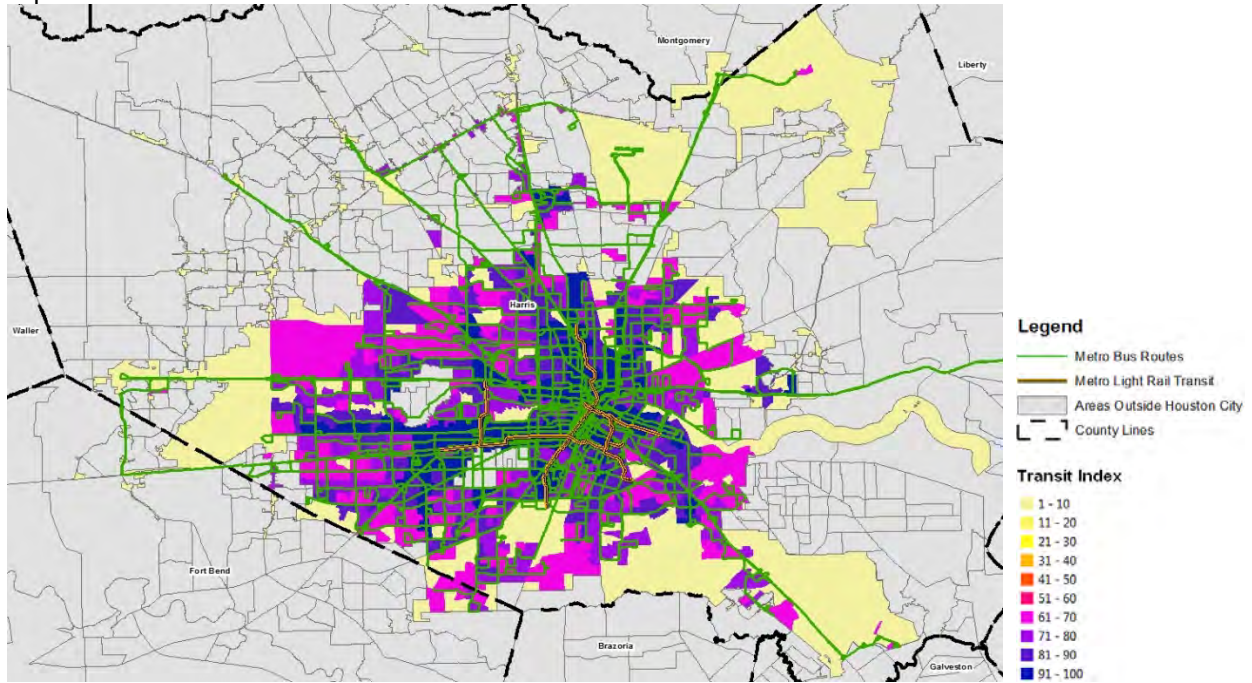 Montgomery
Liberty
Harris
Waller
Fort Bend
Brazoria
Galveston
Legend
Metro Bus Routes
Metro Light Rail Transit
Areas Outside Houston City
County Lines
Transit Index
1 - 10
11 - 20
21 - 30
31 - 40
41 - 50
51 - 60
61 - 70
71 - 80
81 - 90
91 - 100